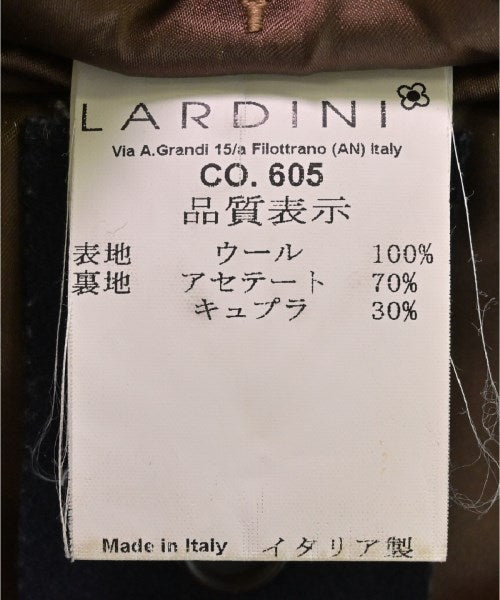 LARDINI
Via A.Grandi 15/a Filottrano (AN) Italy
CO. 605
品質表示
表地 ウール 100%
裏地 アセテート 70%
キュプラ 30%
Made in Italy イタリア製